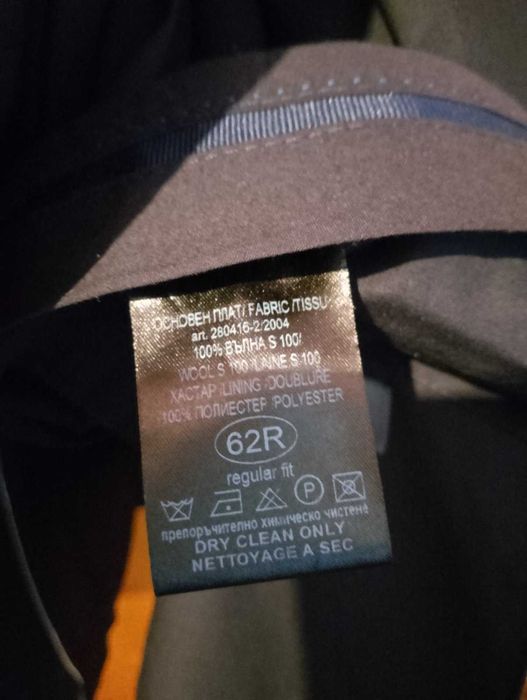 ОСНОВЕН ПЛАТ/ FABRIC /TISSU
art. 280416-2/2004
100% ВЪЛНА S 100/
WOOL S 100 /LAINE S 100
ХАСТАР /LINING /DOUBLURE
100% ПОЛИЕСТЕР /POLYESTER
62R
regular fit
P
препоръчително химическо чистене
DRY CLEAN ONLY
NETTOYAGE A SEC